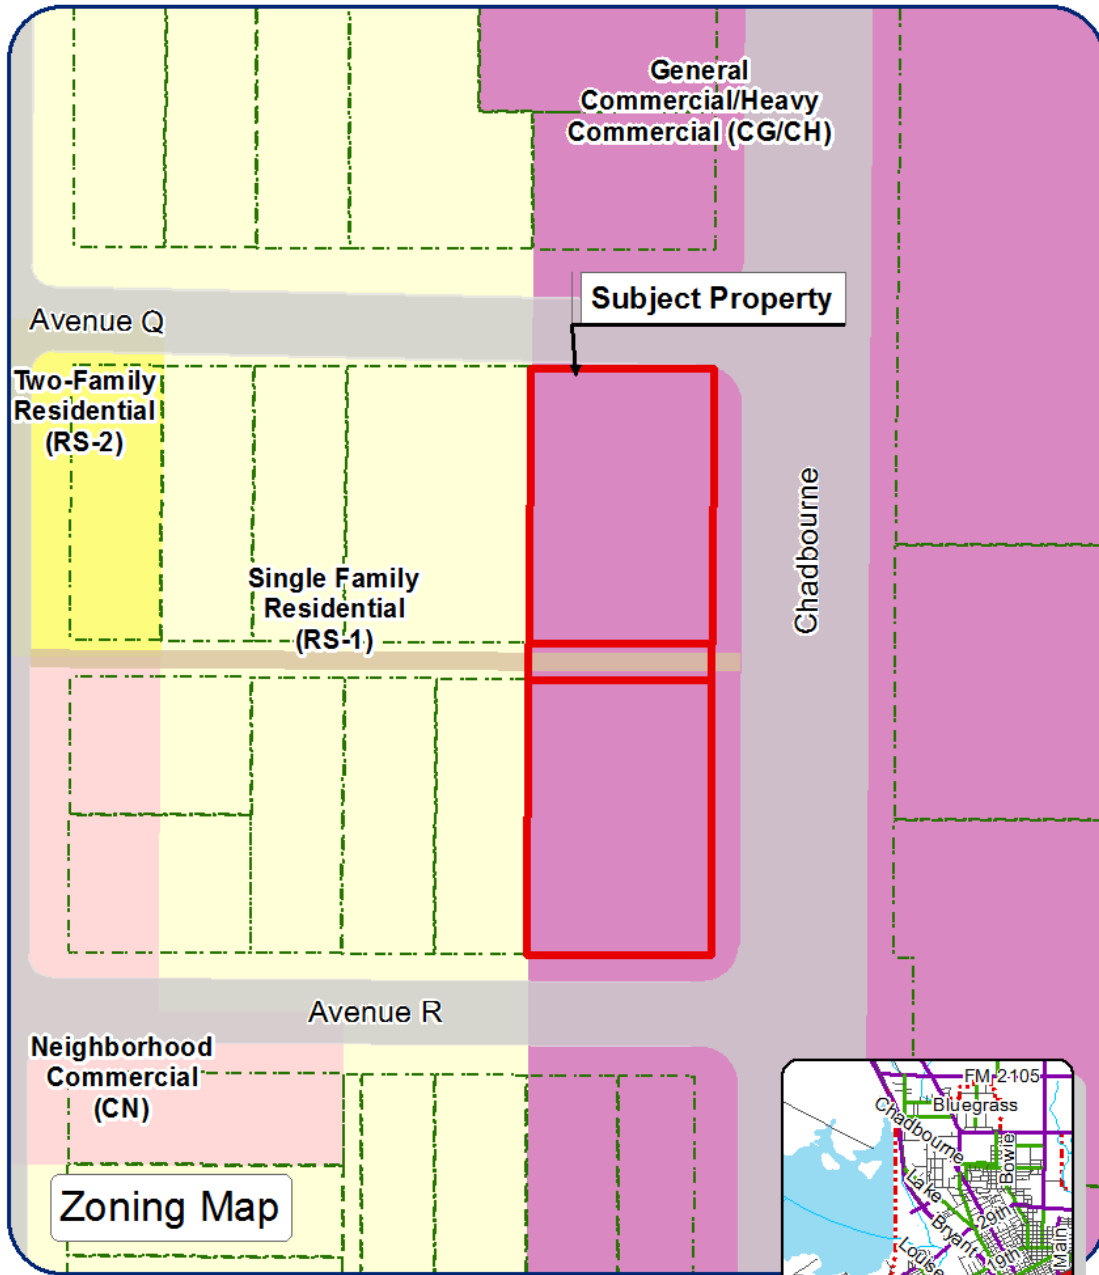 General
Commercial/Heavy
Commercial (CG/CH)
Subject Property
Avenue Q
Two-Family
Residential
(RS-2)
Chadbourne
Single Family
Residential
(RS-1)
Avenue R
Neighborhood
Commercial
(CN)
Zoning Map
FM 2105
Bluegrass
Chadbourne
Bowie
Lake
29th
Bryant
Main
19th
Louise